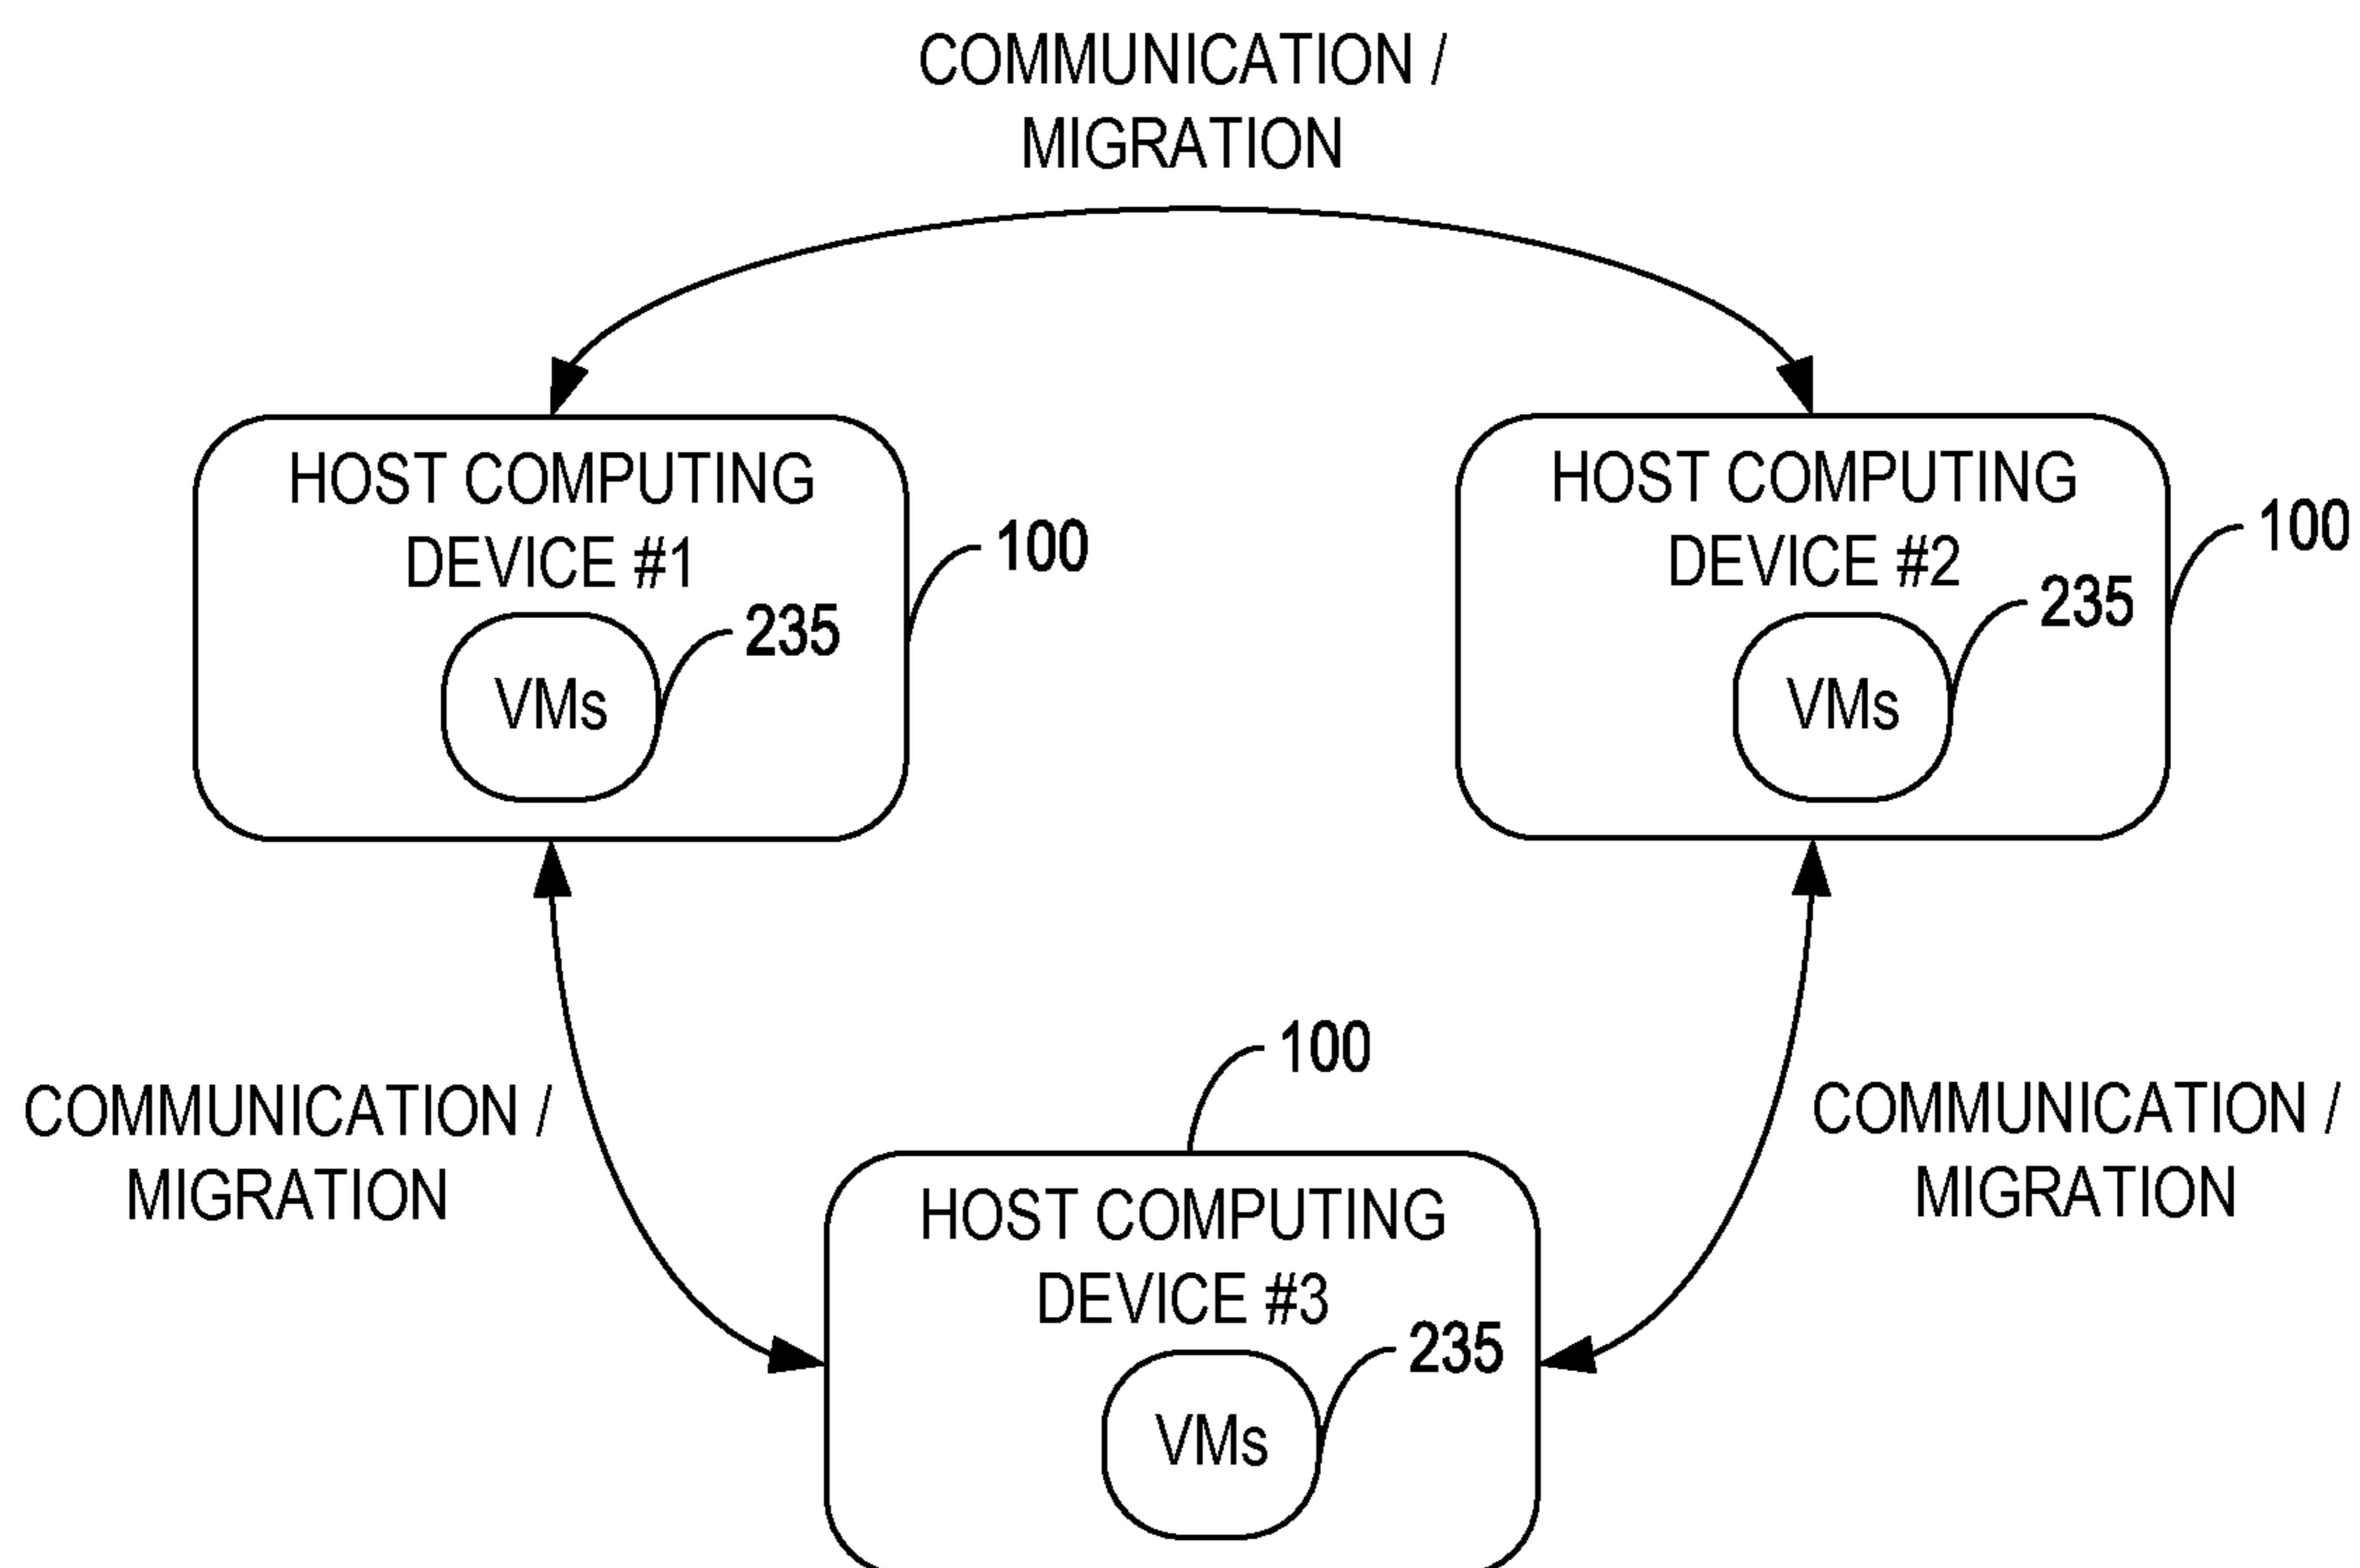 COMMUNICATION /
MIGRATION
HOST COMPUTING
DEVICE #1
100
235
VMs
HOST COMPUTING
DEVICE #2
100
235
VMs
COMMUNICATION /
MIGRATION
100
COMMUNICATION /
MIGRATION
HOST COMPUTING
DEVICE #3
235
VMs